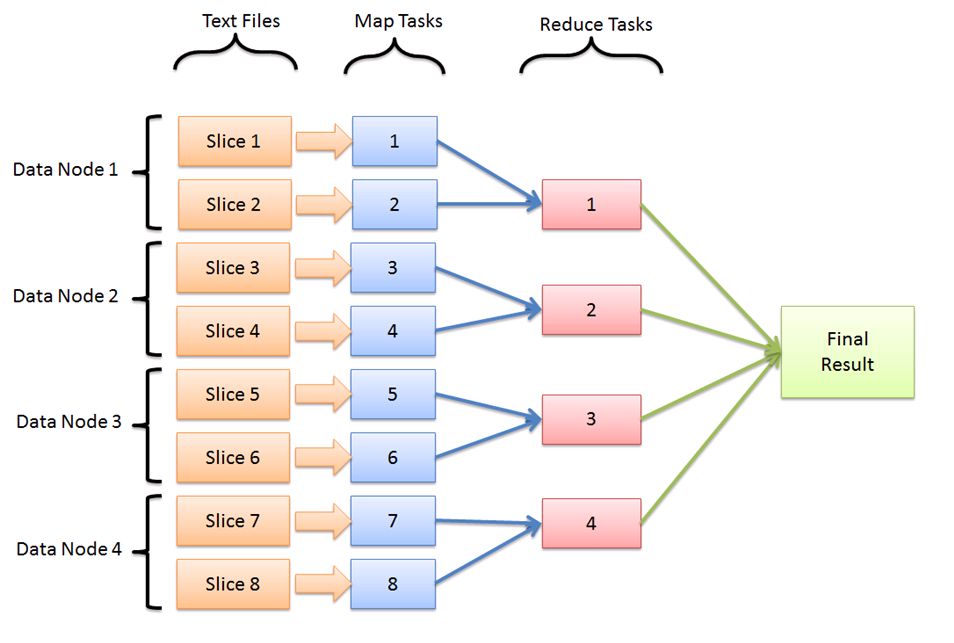 Text Files
Map Tasks
Reduce Tasks
Data Node 1
Slice 1
1
Slice 2
2
1
Data Node 2
Slice 3
3
Slice 4
4
2
Data Node 3
Slice 5
5
Slice 6
6
3
Data Node 4
Slice 7
7
Slice 8
8
4
Final
Result